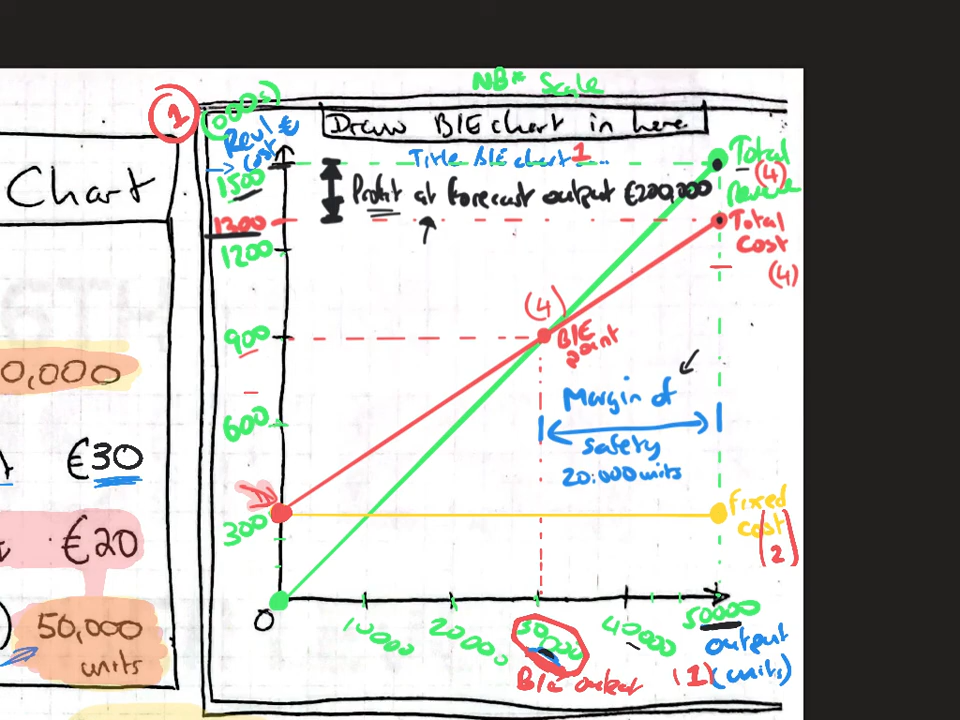 NB* Scale
1
(000s)
Draw B/E chart in here
Rev/ €
Cost
Title B/E chart 1...
Chart
1500
Profit at forecast output €200,000
Total
Revenue
(4)
1300
Total
Cost
(4)
1200
(4)
900
B/E
point
0,000
Margin of
safety
20.000 units
600
€30
300
Fixed
cost
(2)
€20
0
10000
20000
30000
40000
50000
50,000
units
B/E output
(1)
output
(units)